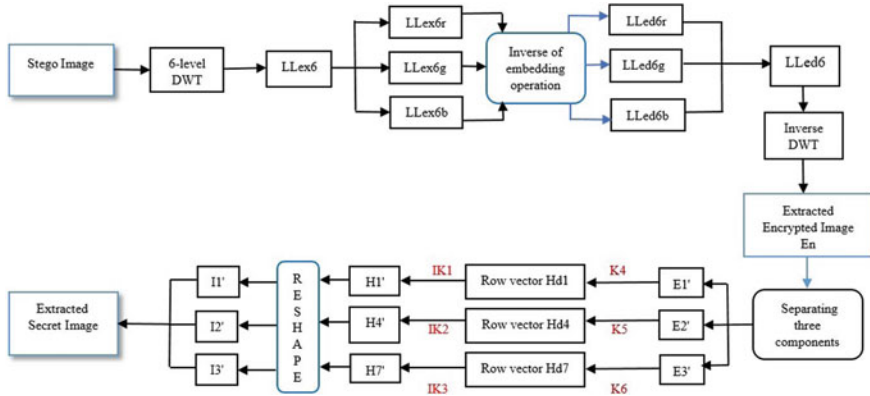 Stego Image
6-level
DWT
LLex6
LLex6r
LLex6g
LLex6b
Inverse of
embedding
operation
LLed6r
LLed6g
LLed6b
LLed6
Inverse
DWT
Extracted
Encrypted Image
En
Separating
three
components
E1'
E2'
E3'
K4
K5
K6
Row vector Hd1
Row vector Hd4
Row vector Hd7
IK1
IK2
IK3
H1'
H4'
H7'
R
E
S
H
A
P
E
I1'
I2'
I3'
Extracted
Secret Image